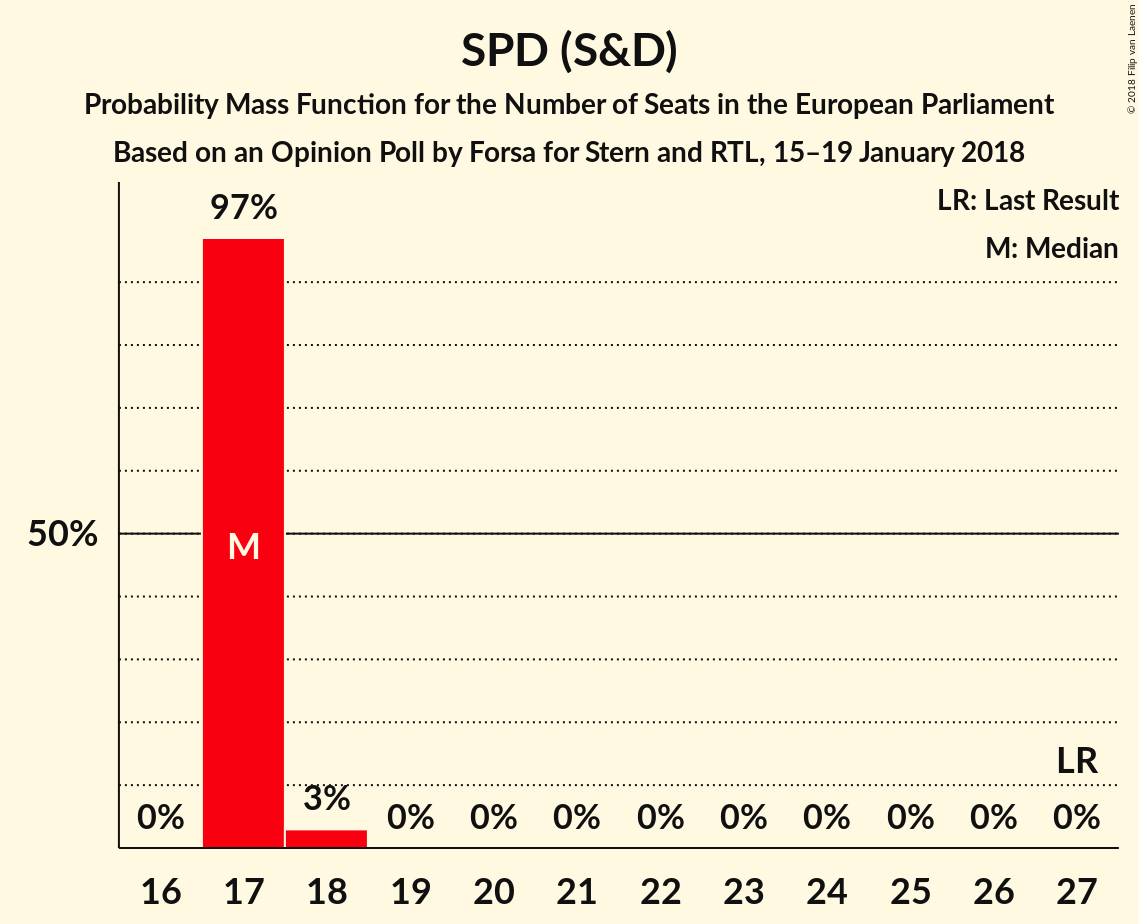 SPD (S&D)
Probability Mass Function for the Number of Seats in the European Parliament
Based on an Opinion Poll by Forsa for Stern and RTL, 15–19 January 2018
© 2018 Filip van Laenen
LR: Last Result
M: Median
97%
50%
M
LR
0% 3% 0% 0% 0% 0% 0% 0% 0% 0% 0%
16 17 18 19 20 21 22 23 24 25 26 27